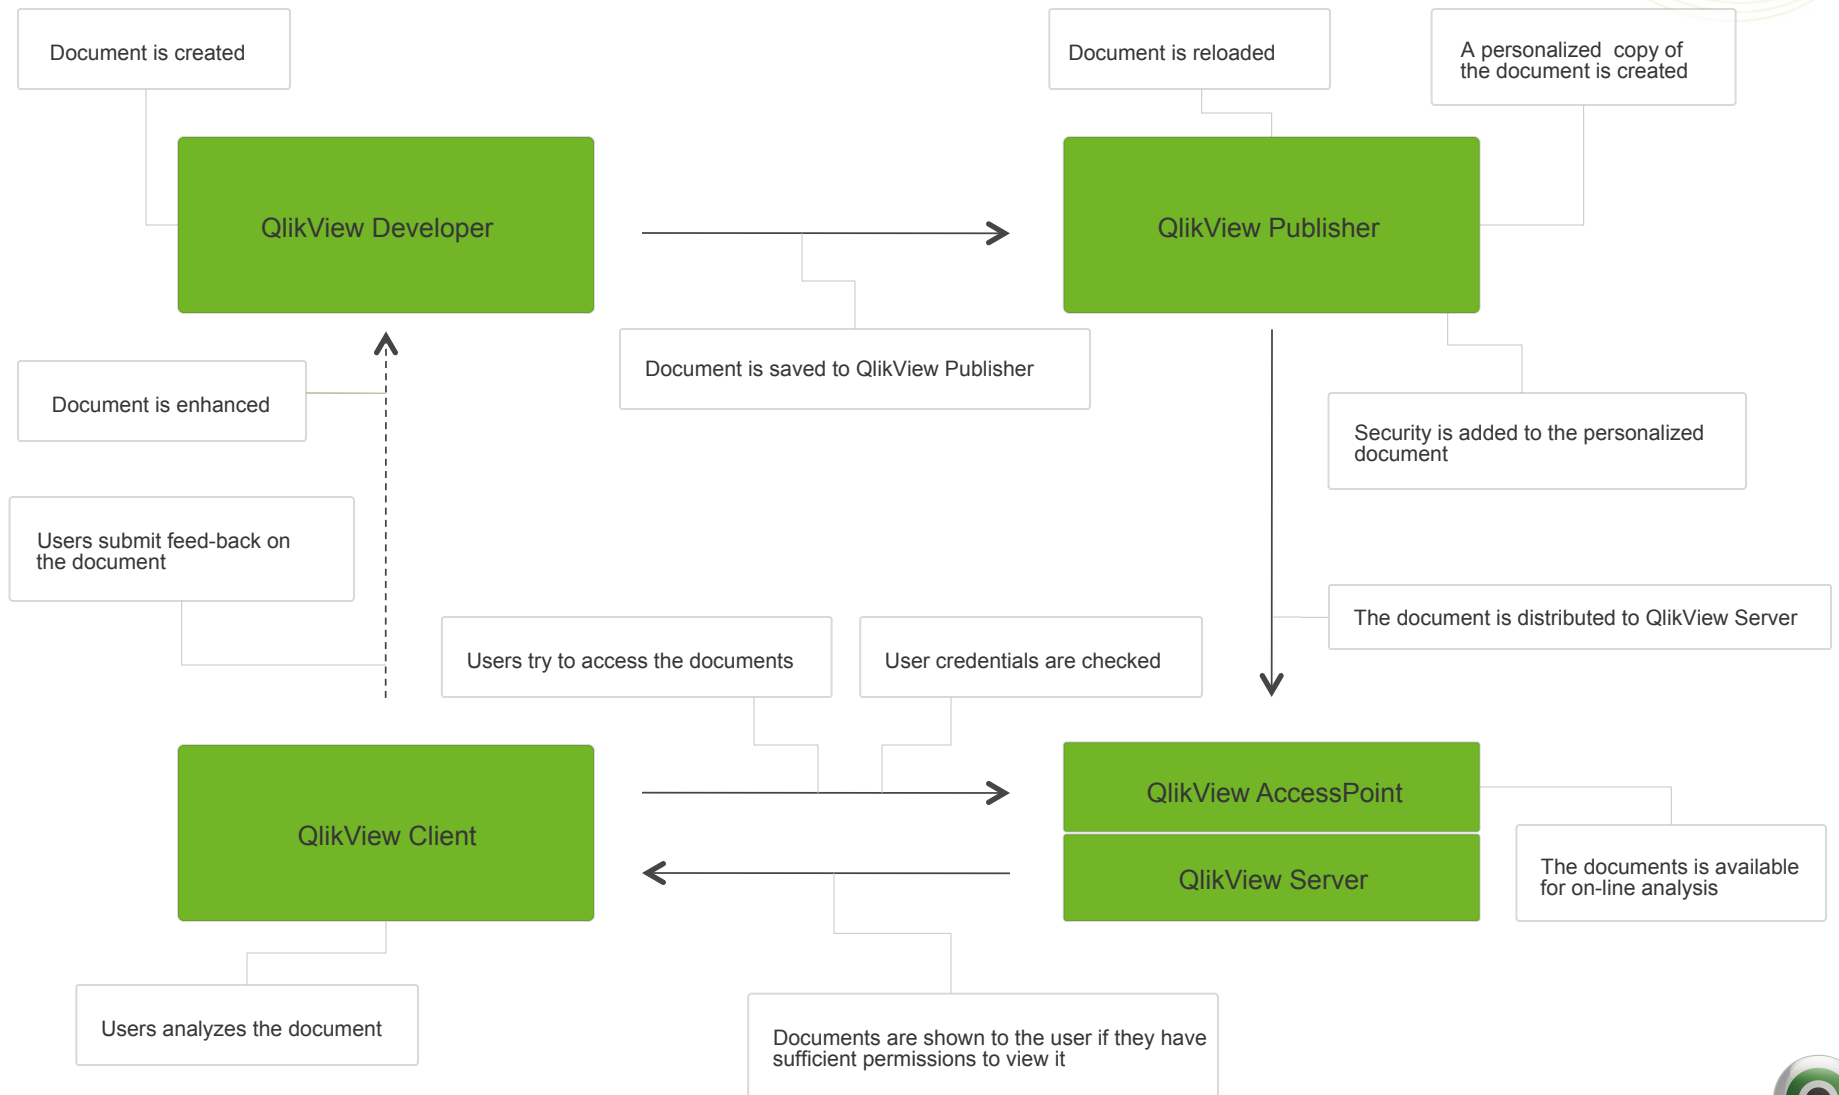 Document is created
Document is reloaded
A personalized copy of
the document is created
QlikView Developer
QlikView Publisher
Document is saved to QlikView Publisher
Document is enhanced
Security is added to the personalized
document
Users submit feed-back on
the document
The document is distributed to QlikView Server
Users try to access the documents
User credentials are checked
QlikView Client
QlikView AccessPoint
QlikView Server
The documents is available
for on-line analysis
Users analyzes the document
Documents are shown to the user if they have
sufficient permissions to view it